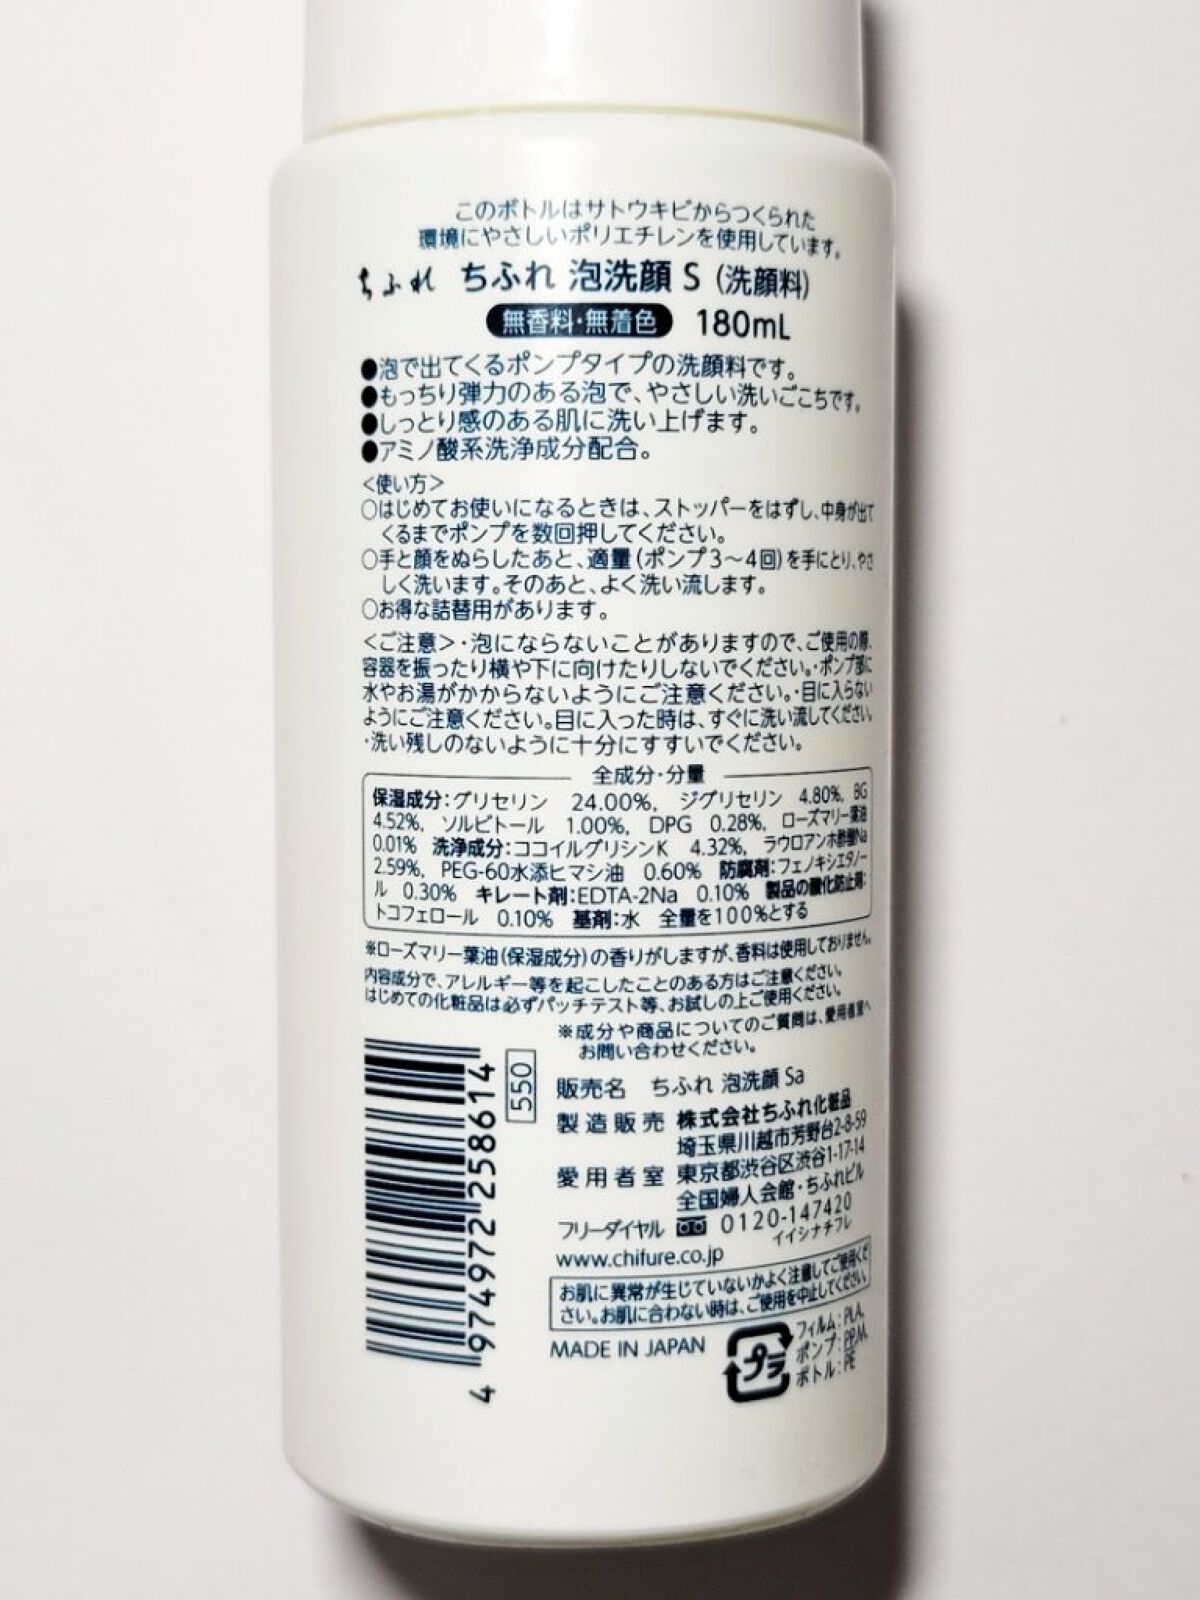 このボトルはサトウキビからつくられた
環境にやさしいポリエチレンを使用しています。
ちふれ ちふれ 泡洗顔 S (洗顔料)
無香料・無着色 180mL
●泡で出てくるポンプタイプの洗顔料です。
●もっちり弾力のある泡で、やさしい洗いごこちです。
●しっとり感のある肌に洗い上げます。
●アミノ酸系洗浄成分配合。
<使い方>
○はじめてお使いになるときは、ストッパーをはずし、中身が出て
くるまでポンプを数回押してください。
○手と顔をぬらしたあと、適量(ポンプ3～4回)を手にとり、やさ
しく洗います。そのあと、よく洗い流します。
○お得な詰替用があります。
<ご注意>・泡にならないことがありますので、ご使用の際、
容器を振ったり横や下に向けたりしないでください。・ポンプ部に
水やお湯がかからないようにご注意ください。・目に入らない
ようにご注意ください。目に入った時は、すぐに洗い流してください。
・洗い残しのないように十分にすすいでください。
全成分・分量
保湿成分:グリセリン 24.00%, ジグリセリン 4.80%, BG
4.52%, ソルビトール 1.00%, DPG 0.28%, ローズマリー葉油
0.01% 洗浄成分:ココイルグリシンK 4.32%, ラウロアンホ酢酸Na
2.59%, PEG-60水添ヒマシ油 0.60% 防腐剤:フェノキシエタノー
ル 0.30% キレート剤:EDTA-2Na 0.10% 製品の酸化防止剤:
トコフェロール 0.10% 基剤:水 全量を100%とする
※ローズマリー葉油(保湿成分)の香りがしますが、香料は使用しておりません。
内容成分で、アレルギー等を起こしたことのある方はご注意ください。
はじめての化粧品は必ずパッチテスト等、お試しの上ご使用ください。
※成分や商品についてのご質問は、愛用者室へ
お問い合わせください。
550
販売名 ちふれ 泡洗顔 Sa
製造販売 株式会社ちふれ化粧品
埼玉県川越市芳野台2-8-59
愛用者室 東京都渋谷区渋谷1-17-14
全国婦人会館・ちふれビル
フリーダイヤル 0120-147420
イイシナチフレ
www.chifure.co.jp
お肌に異常が生じていないかよく注意してご使用くだ
さい。お肌に合わない時は、ご使用を中止してください。
MADE IN JAPAN
プラ
フィルム:PLA,
ポンプ:PP,M,
ボトル:PE
4 974972 258614